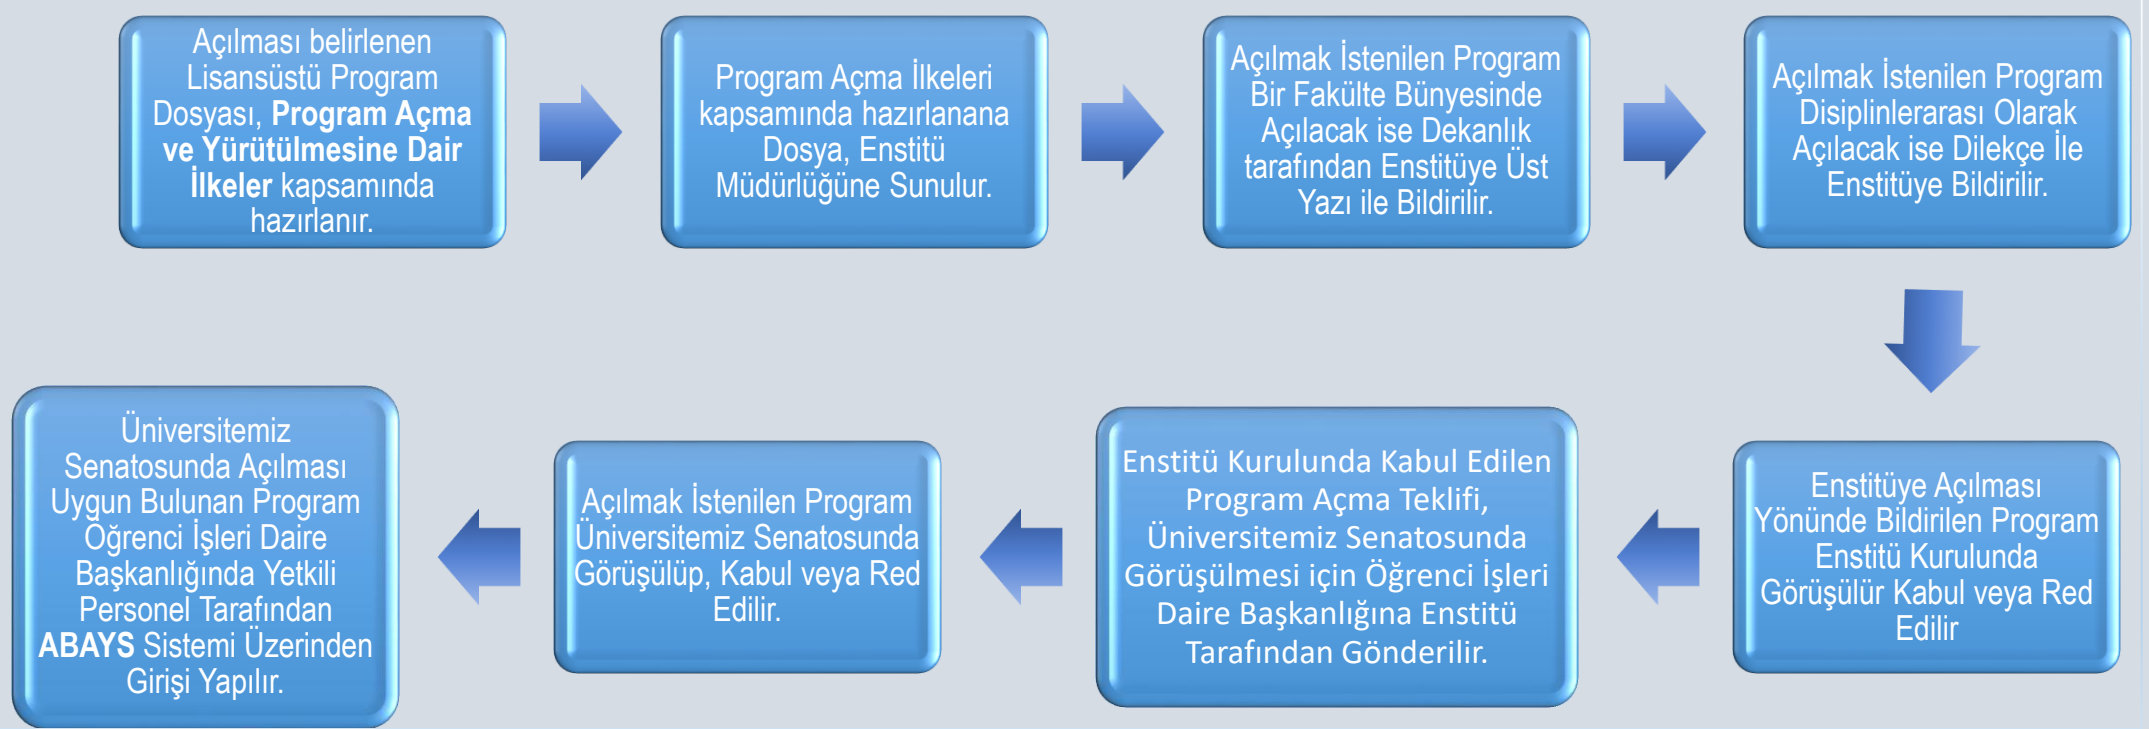 Açılması belirlenen
Lisansüstü Program
Dosyası, Program Açma
ve Yürütülmesine Dair
İlkeler kapsamında
hazırlanır.
Program Açma İlkeleri
kapsamında hazırlanana
Dosya, Enstitü
Müdürlüğüne Sunulur.
Açılmak İstenilen Program
Bir Fakülte Bünyesinde
Açılacak ise Dekanlık
tarafından Enstitüye Üst
Yazı ile Bildirilir.
Açılmak İstenilen Program
Disiplinlerarası Olarak
Açılacak ise Dilekçe İle
Enstitüye Bildirilir.
Enstitüye Açılması
Yönünde Bildirilen Program
Enstitü Kurulunda
Görüşülür Kabul veya Red
Edilir
Enstitü Kurulunda Kabul Edilen
Program Açma Teklifi,
Üniversitemiz Senatosunda
Görüşülmesi için Öğrenci İşleri
Daire Başkanlığına Enstitü
Tarafından Gönderilir.
Açılmak İstenilen Program
Üniversitemiz Senatosunda
Görüşülüp, Kabul veya Red
Edilir.
Üniversitemiz
Senatosunda Açılması
Uygun Bulunan Program
Öğrenci İşleri Daire
Başkanlığında Yetkili
Personel Tarafından
ABAYS Sistemi Üzerinden
Girişi Yapılır.